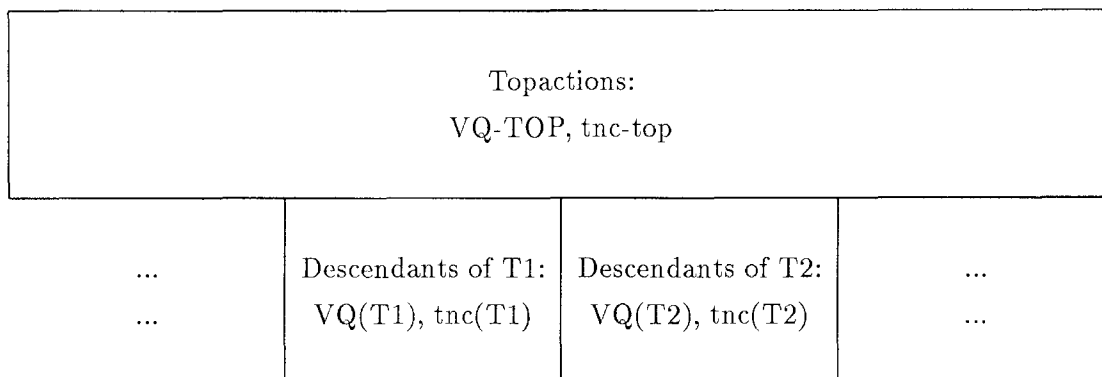 Topactions:
VQ-TOP, tnc-top
...
Descendants of T1:
Descendants of T2:
...
...
VQ(T1), tnc(T1)
VQ(T2), tnc(T2)
...